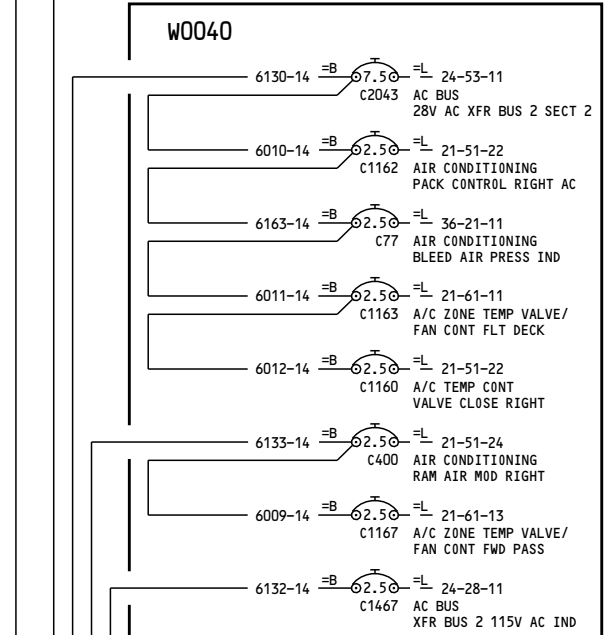 W0040
6130-14 =B 7.5 =L 24-53-11
C2043 AC BUS
28V AC XFR BUS 2 SECT 2
6010-14 =B 2.5 =L 21-51-22
C1162 AIR CONDITIONING
PACK CONTROL RIGHT AC
6163-14 =B 2.5 =L 36-21-11
C77 AIR CONDITIONING
BLEED AIR PRESS IND
6011-14 =B 2.5 =L 21-61-11
C1163 A/C ZONE TEMP VALVE/
FAN CONT FLT DECK
6012-14 =B 2.5 =L 21-51-22
C1160 A/C TEMP CONT
VALVE CLOSE RIGHT
6133-14 =B 2.5 =L 21-51-24
C400 AIR CONDITIONING
RAM AIR MOD RIGHT
6009-14 =B 2.5 =L 21-61-13
C1167 A/C ZONE TEMP VALVE/
FAN CONT FWD PASS
6132-14 =B 2.5 =L 24-28-11
C1467 AC BUS
XFR BUS 2 115V AC IND